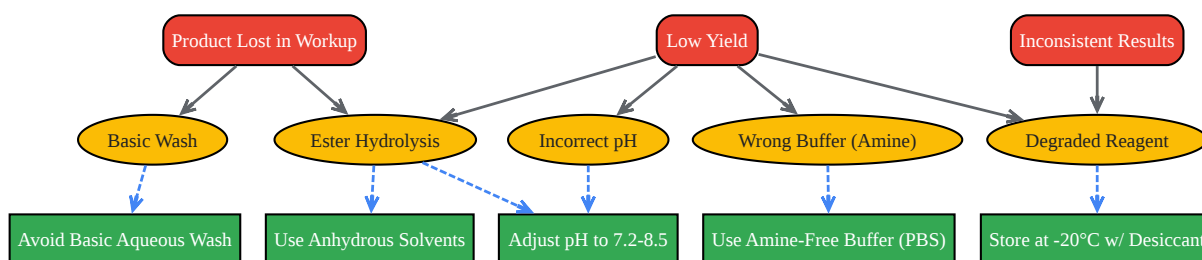 Product Lost in Workup
Low Yield
Inconsistent Results
Basic Wash
Ester Hydrolysis
Incorrect pH
Wrong Buffer (Amine)
Degraded Reagent
Avoid Basic Aqueous Wash
Use Anhydrous Solvents
Adjust pH to 7.2-8.5
Use Amine-Free Buffer (PBS)
Store at -20°C w/ Desiccant